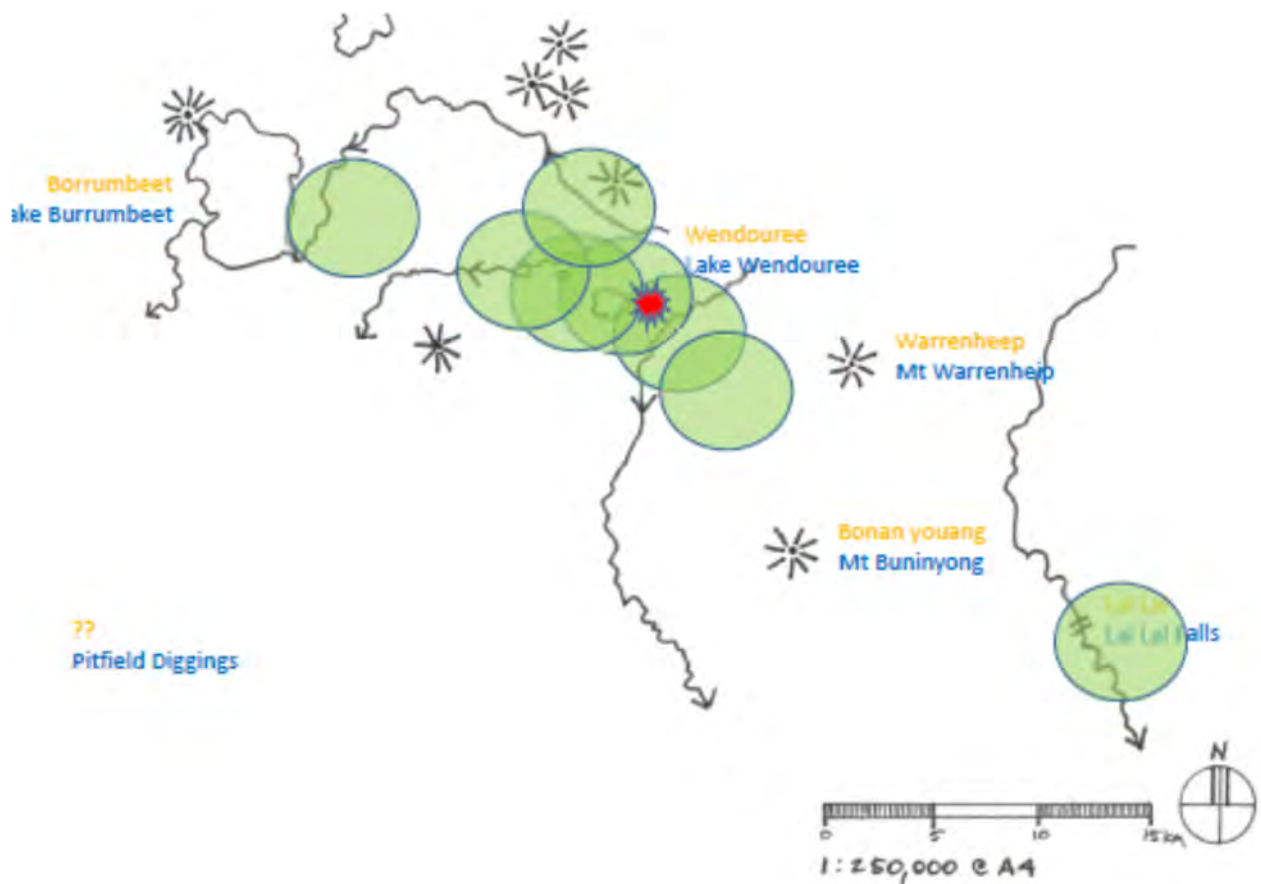 Borrumbeet
ake Burrumbeet
Wendouree
Lake Wendouree
Warrenheep
Mt Warrenheip
Bonan youang
Mt Buninyong
Lal Lal
Lal Lal Falls
??
Pitfield Diggings
N
0 5 10 15km
1:250,000 @ A4